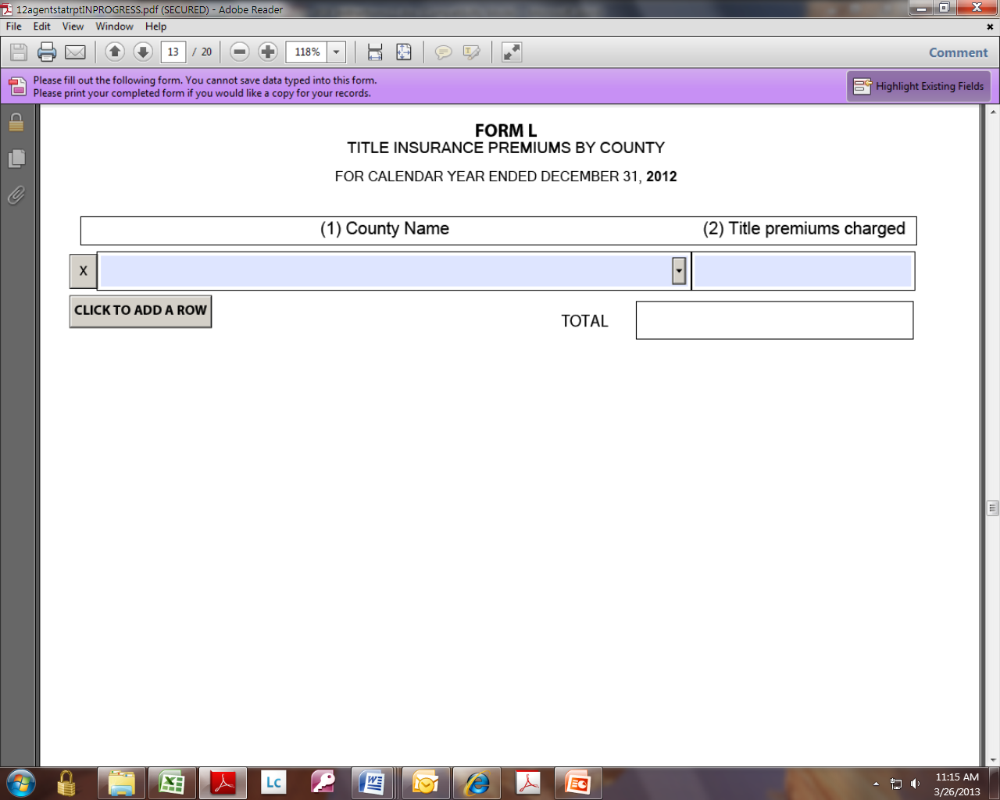 12agentstatrptINPROGRESS.pdf (SECURED) - Adobe Reader
File Edit View Window Help
13 / 20 118% Comment
Please fill out the following form. You cannot save data typed into this form.
Please print your completed form if you would like a copy for your records.
Highlight Existing Fields
FORM L
TITLE INSURANCE PREMIUMS BY COUNTY
FOR CALENDAR YEAR ENDED DECEMBER 31, 2012
(1) County Name (2) Title premiums charged
X
CLICK TO ADD A ROW
TOTAL
Lc
11:15 AM
3/26/2013